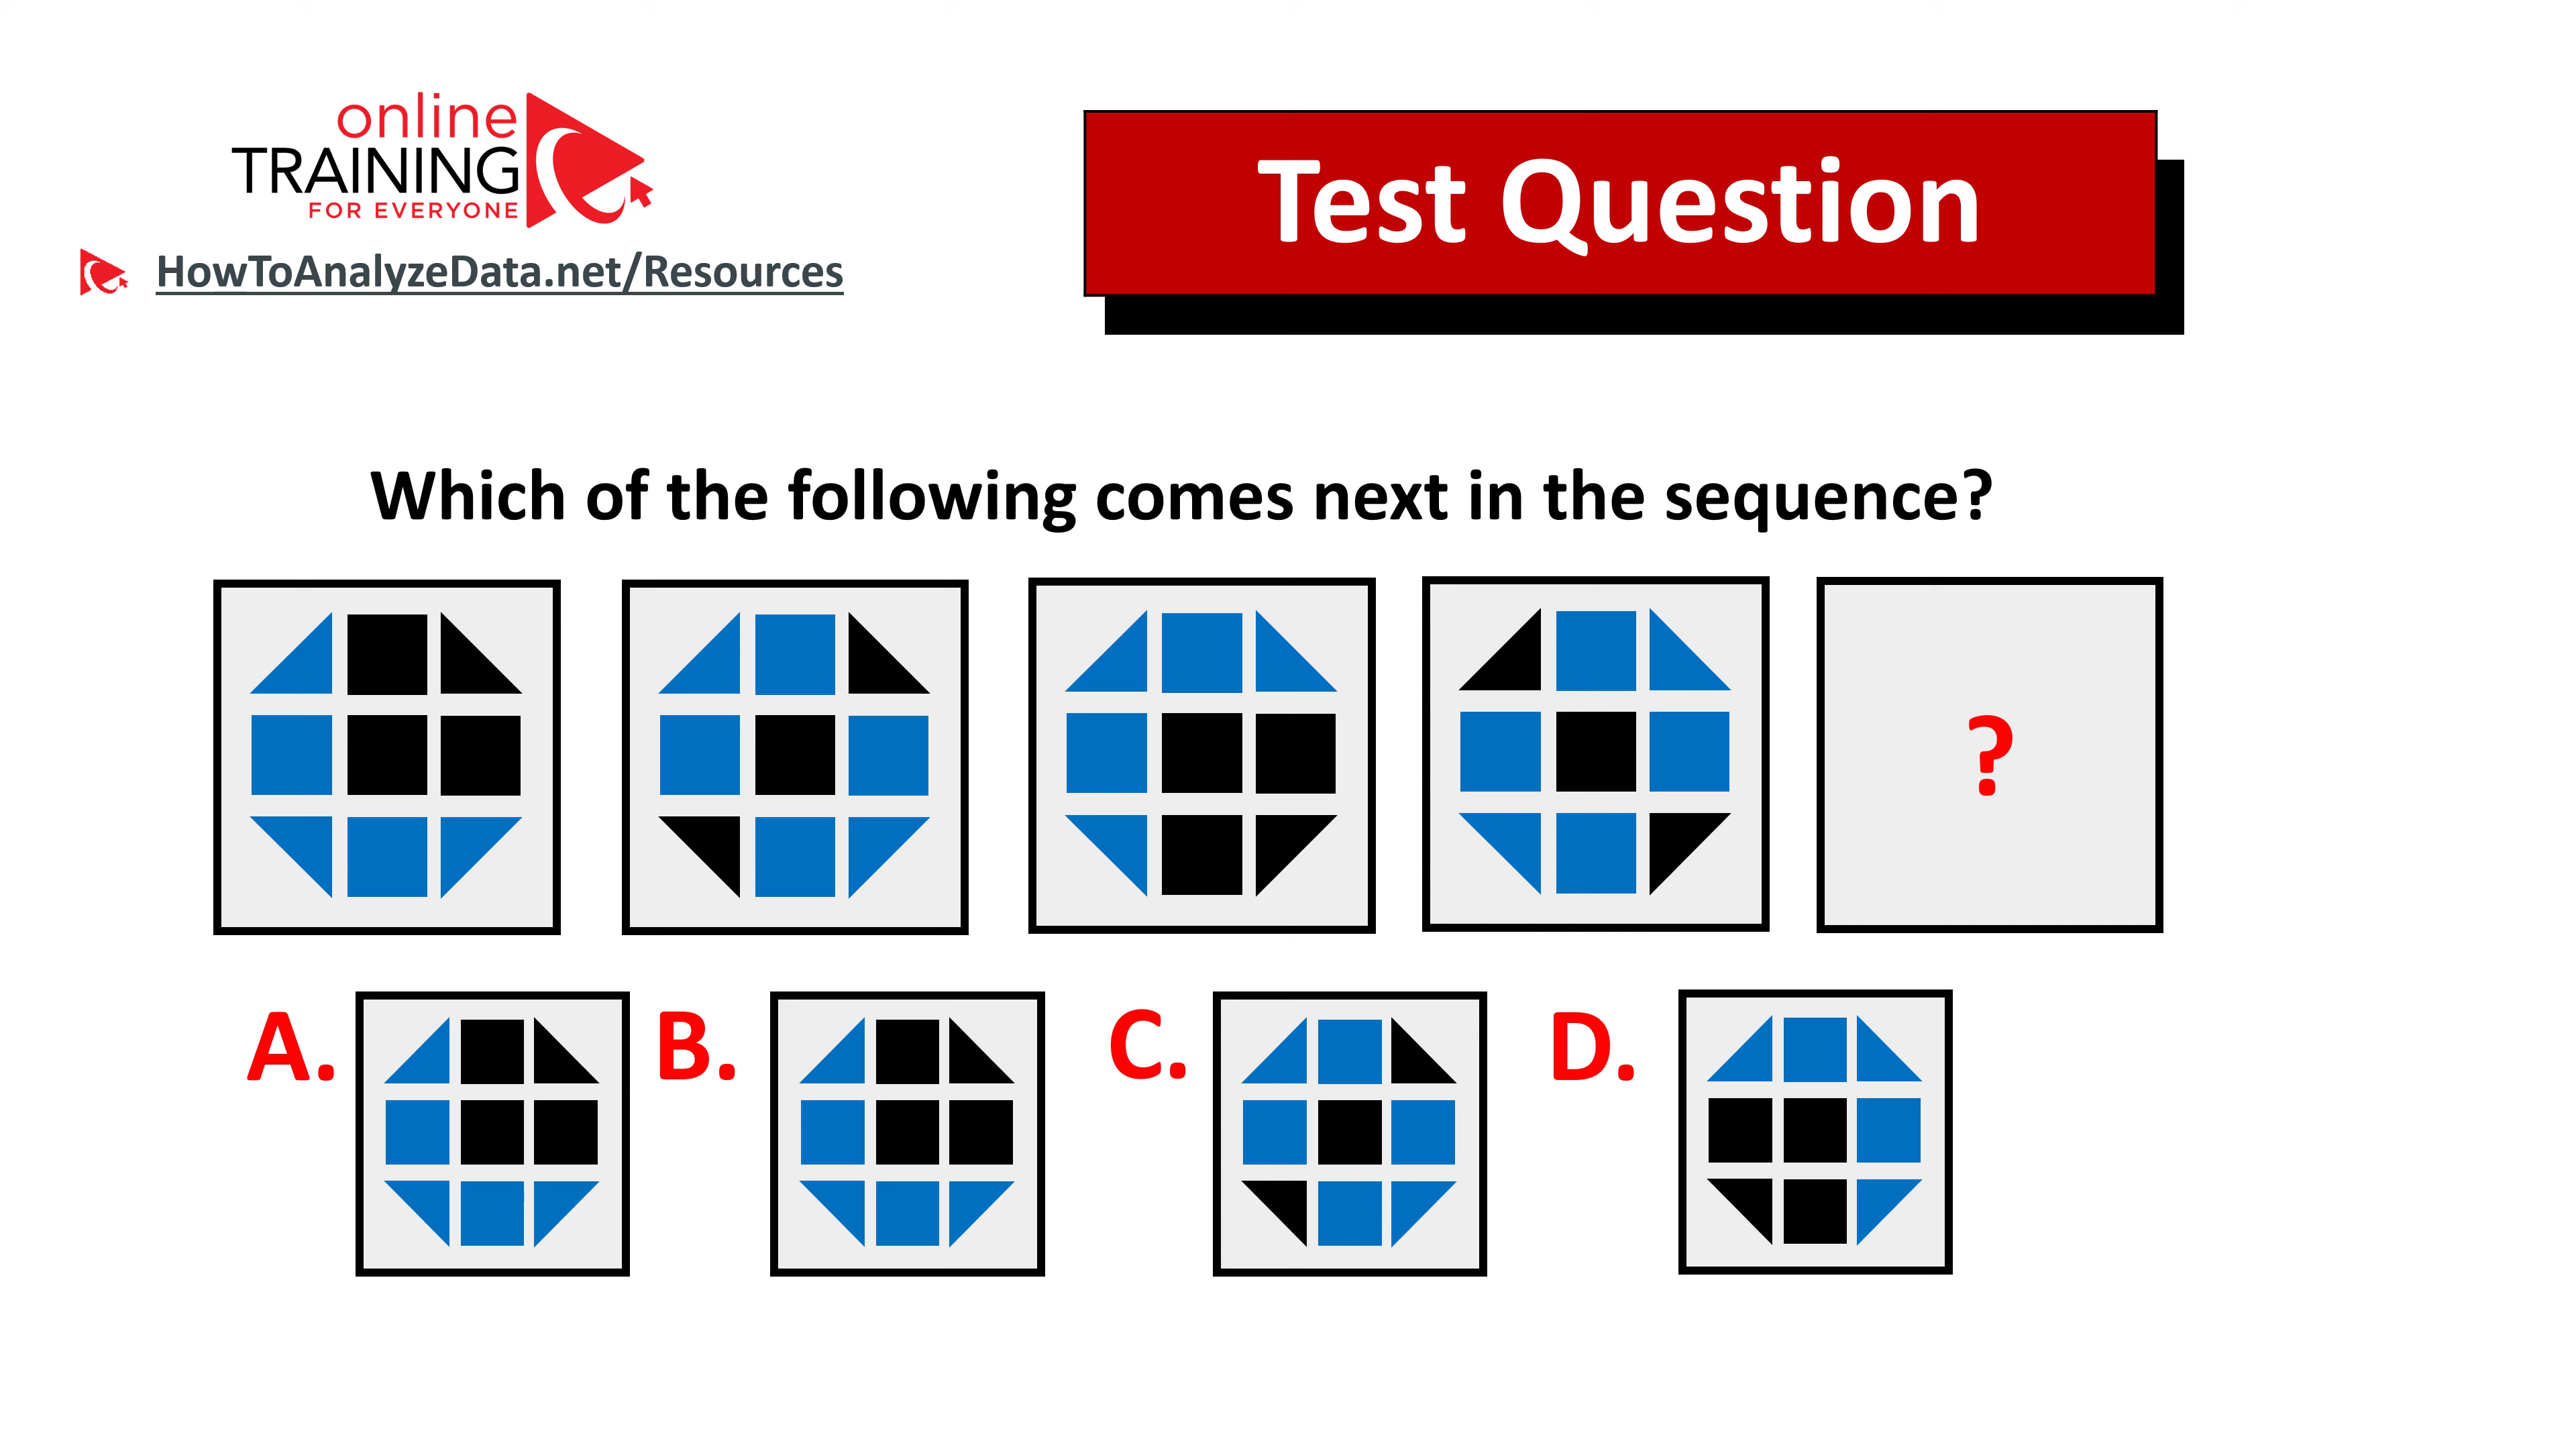 online
TRAINING
FOR EVERYONE
HowToAnalyzeData.net/Resources
Test Question
Which of the following comes next in the sequence?
?
A.
B.
C.
D.